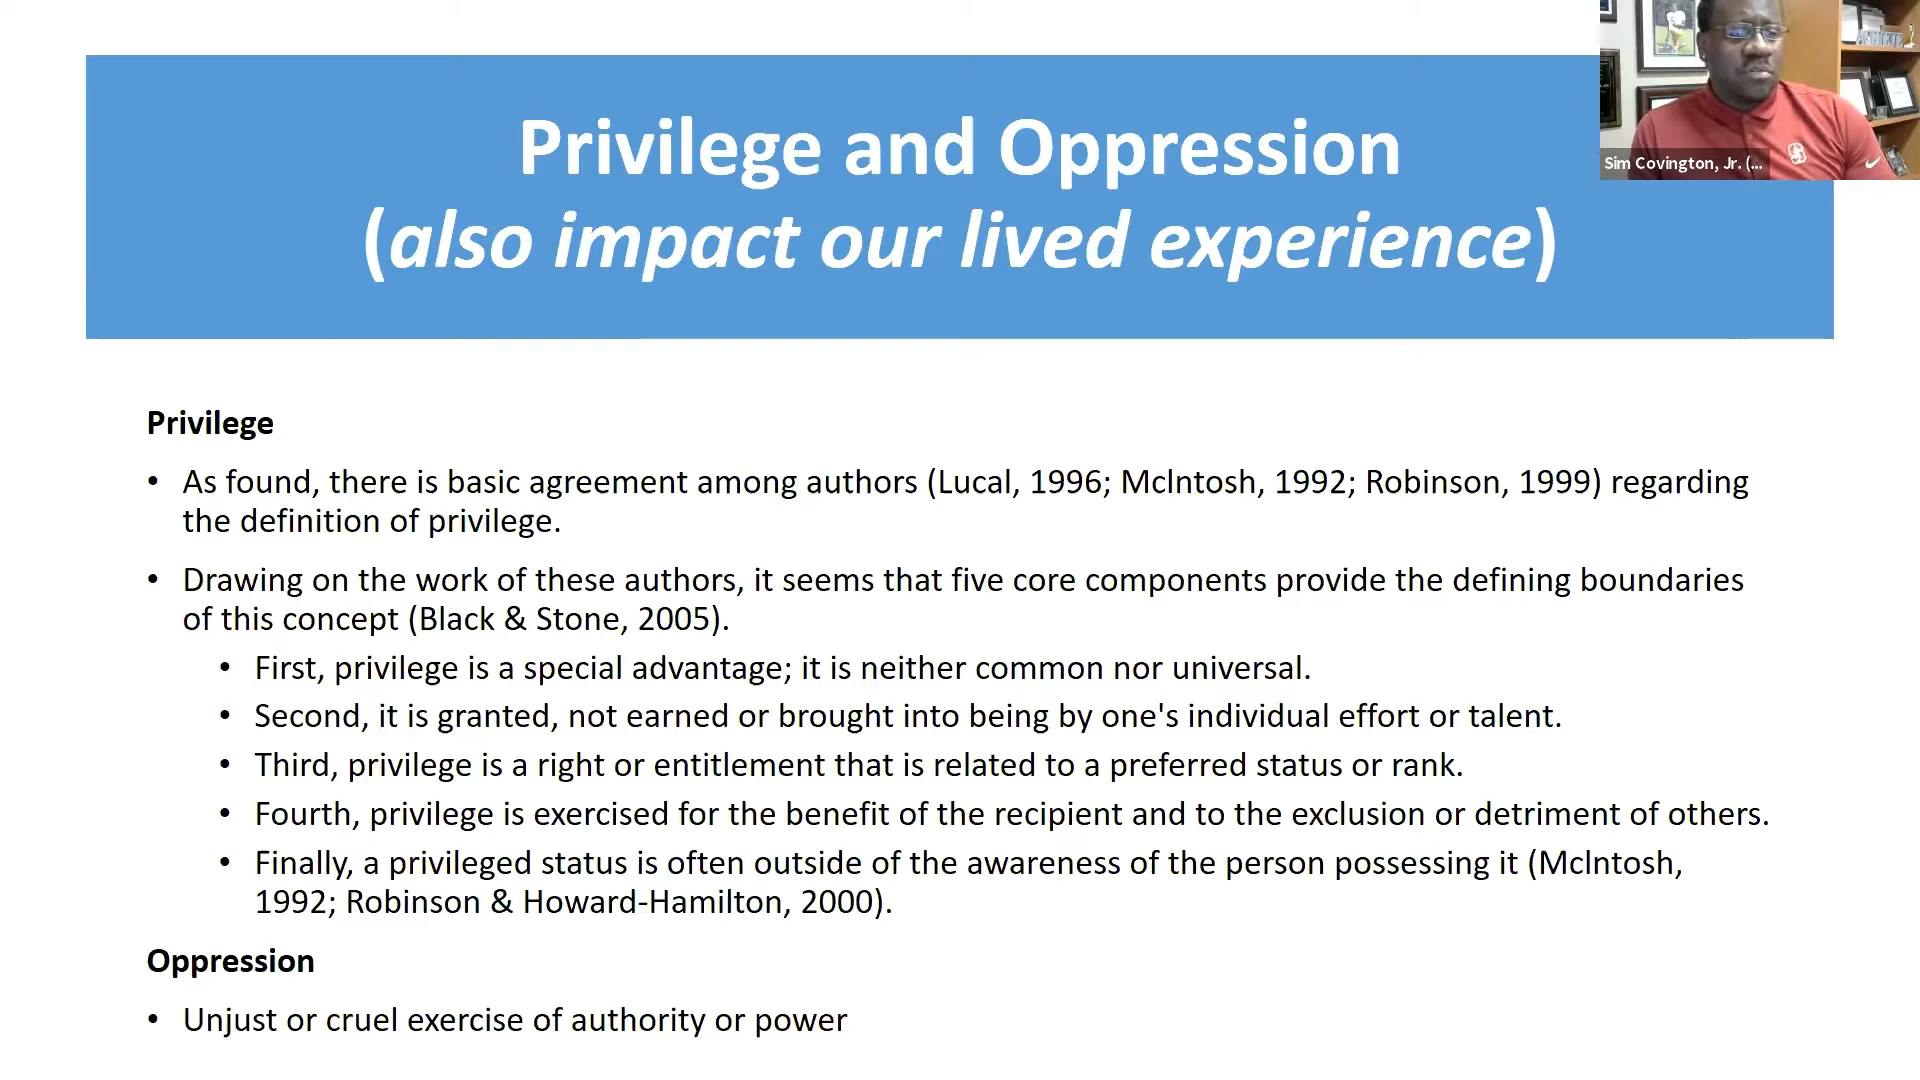 Privilege and Oppression
(also impact our lived experience)
Sim Covington, Jr. (...
Privilege
• As found, there is basic agreement among authors (Lucal, 1996; McIntosh, 1992; Robinson, 1999) regarding
the definition of privilege.
• Drawing on the work of these authors, it seems that five core components provide the defining boundaries
of this concept (Black & Stone, 2005).
• First, privilege is a special advantage; it is neither common nor universal.
• Second, it is granted, not earned or brought into being by one's individual effort or talent.
• Third, privilege is a right or entitlement that is related to a preferred status or rank.
• Fourth, privilege is exercised for the benefit of the recipient and to the exclusion or detriment of others.
• Finally, a privileged status is often outside of the awareness of the person possessing it (McIntosh,
1992; Robinson & Howard-Hamilton, 2000).
Oppression
• Unjust or cruel exercise of authority or power